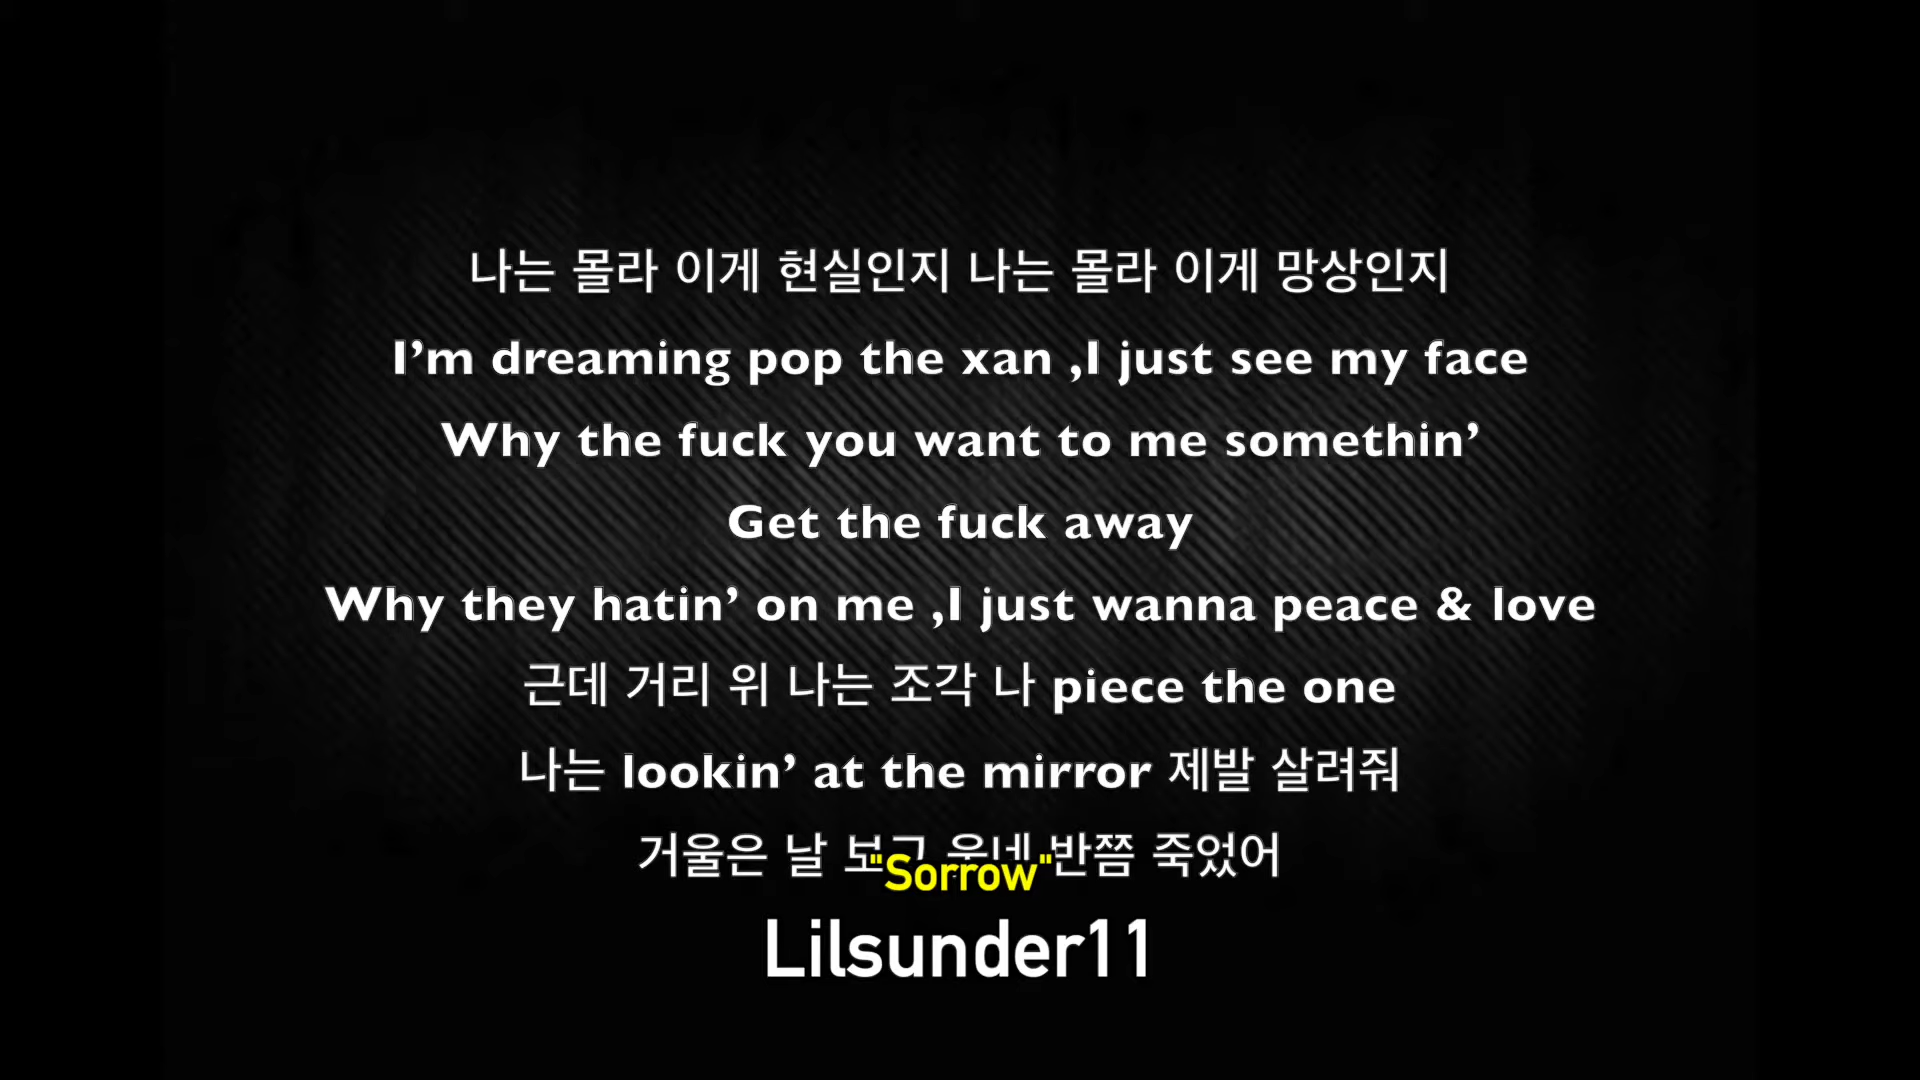 나는 몰라 이게 현실인지 나는 몰라 이게 망상인지
I’m dreaming pop the xan ,I just see my face
Why the fuck you want to me somethin’
Get the fuck away
Why they hatin’ on me ,I just wanna peace & love
근데 거리 위 나는 조각 나 piece the one
나는 lookin’ at the mirror 제발 살려줘
거울은 날 보고 우네 반쯤 죽었어
"Sorrow"
Lilsunder11